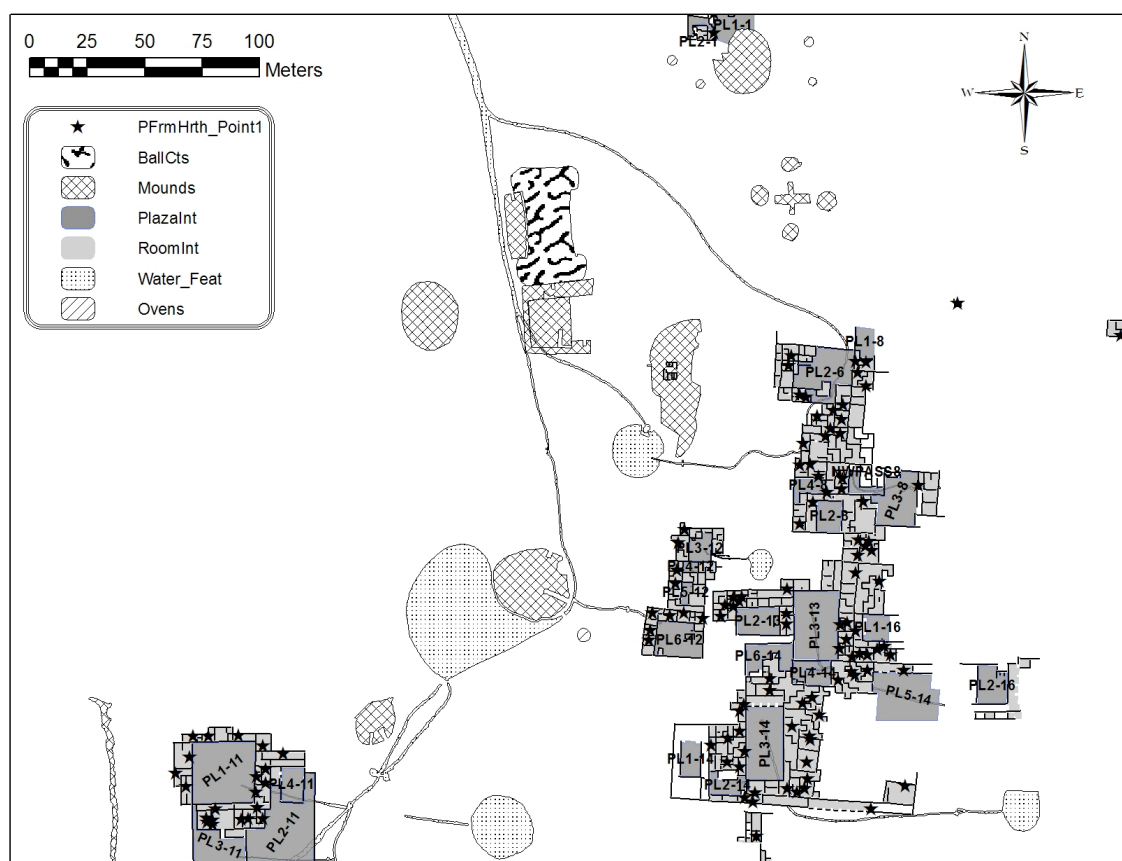 0 25 50 75 100
Meters
PFrmHrth_Point1
BallCts
Mounds
PlazaInt
RoomInt
Water_Feat
Ovens
PL1-1
PL2-1
N
W E
S
PL1-8
PL2-6
NWPASS8
PL4-8
PL3-8
PL2-8
PL3-12
PL4-12
PL5-12
PL6-12
PL2-13
PL3-13
PL1-16
PL6-14
PL4-14
PL5-14
PL2-16
PL3-14
PL1-14
PL2-14
PL1-11
PL4-11
PL2-11
PL3-11